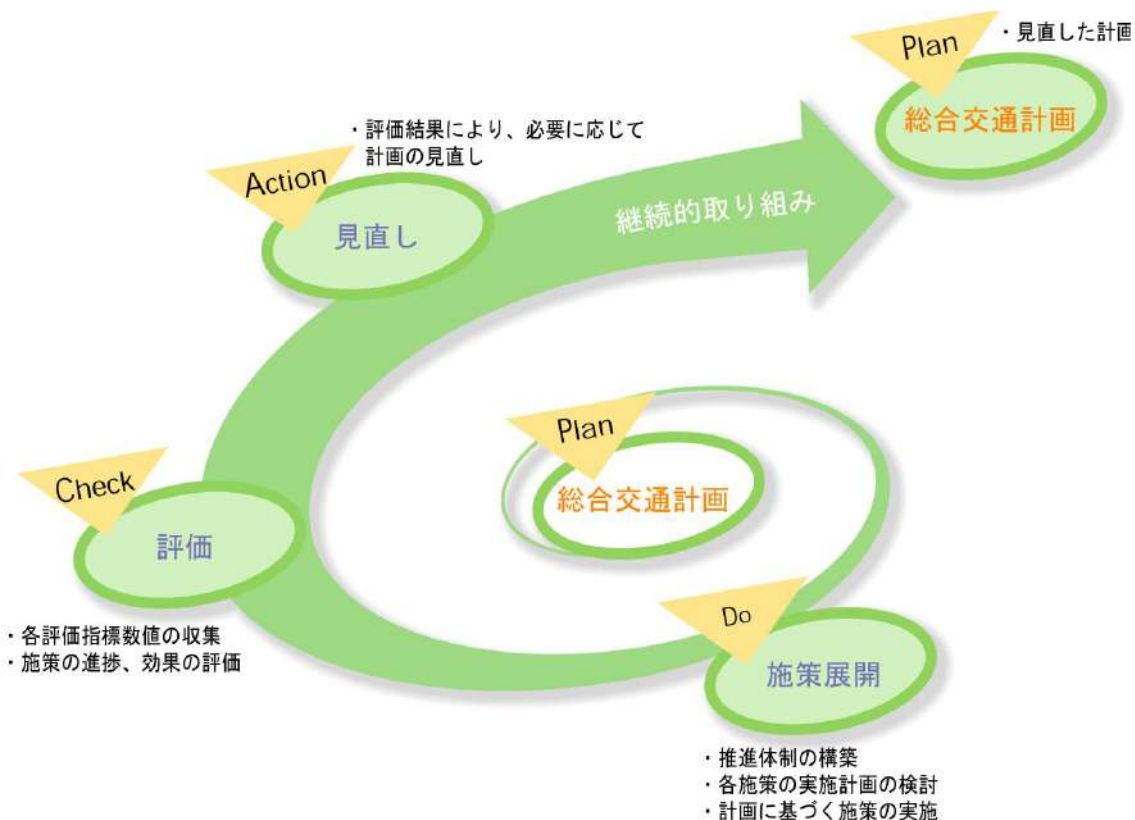 Plan
・見直した計画
総合交通計画
・評価結果により、必要に応じて
計画の見直し
Action
見直し
継続的取り組み
Plan
総合交通計画
Check
評価
・各評価指標数値の収集
・施策の進捗、効果の評価
Do
施策展開
・推進体制の構築
・各施策の実施計画の検討
・計画に基づく施策の実施